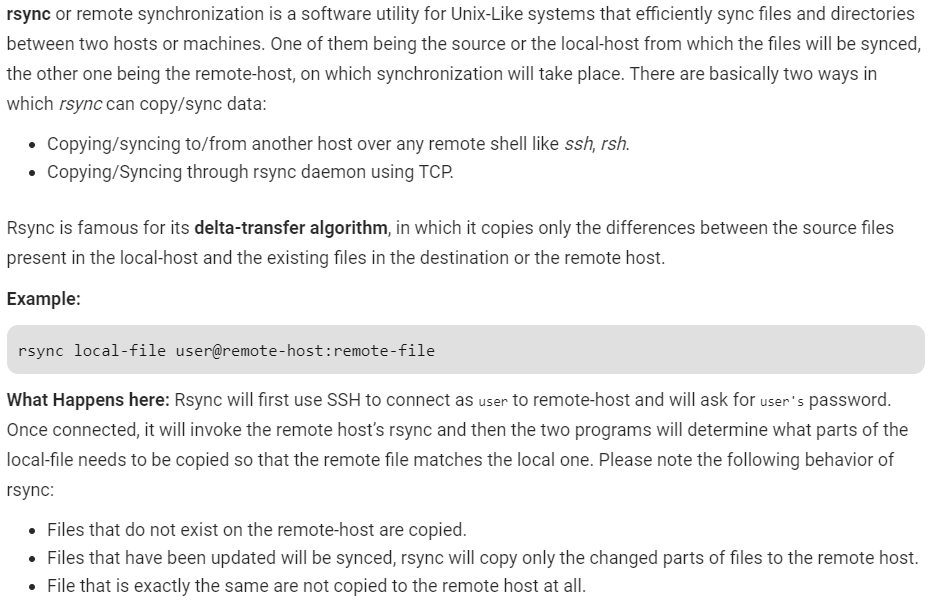 rsync or remote synchronization is a software utility for Unix-Like systems that efficiently sync files and directories
between two hosts or machines. One of them being the source or the local-host from which the files will be synced,
the other one being the remote-host, on which synchronization will take place. There are basically two ways in
which rsync can copy/sync data:
• Copying/syncing to/from another host over any remote shell like ssh, rsh.
• Copying/Syncing through rsync daemon using TCP.
Rsync is famous for its delta-transfer algorithm, in which it copies only the differences between the source files
present in the local-host and the existing files in the destination or the remote host.
Example:
rsync local-file user@remote-host:remote-file
What Happens here: Rsync will first use SSH to connect as user to remote-host and will ask for user's password.
Once connected, it will invoke the remote host’s rsync and then the two programs will determine what parts of the
local-file needs to be copied so that the remote file matches the local one. Please note the following behavior of
rsync:
• Files that do not exist on the remote-host are copied.
• Files that have been updated will be synced, rsync will copy only the changed parts of files to the remote host.
• File that is exactly the same are not copied to the remote host at all.